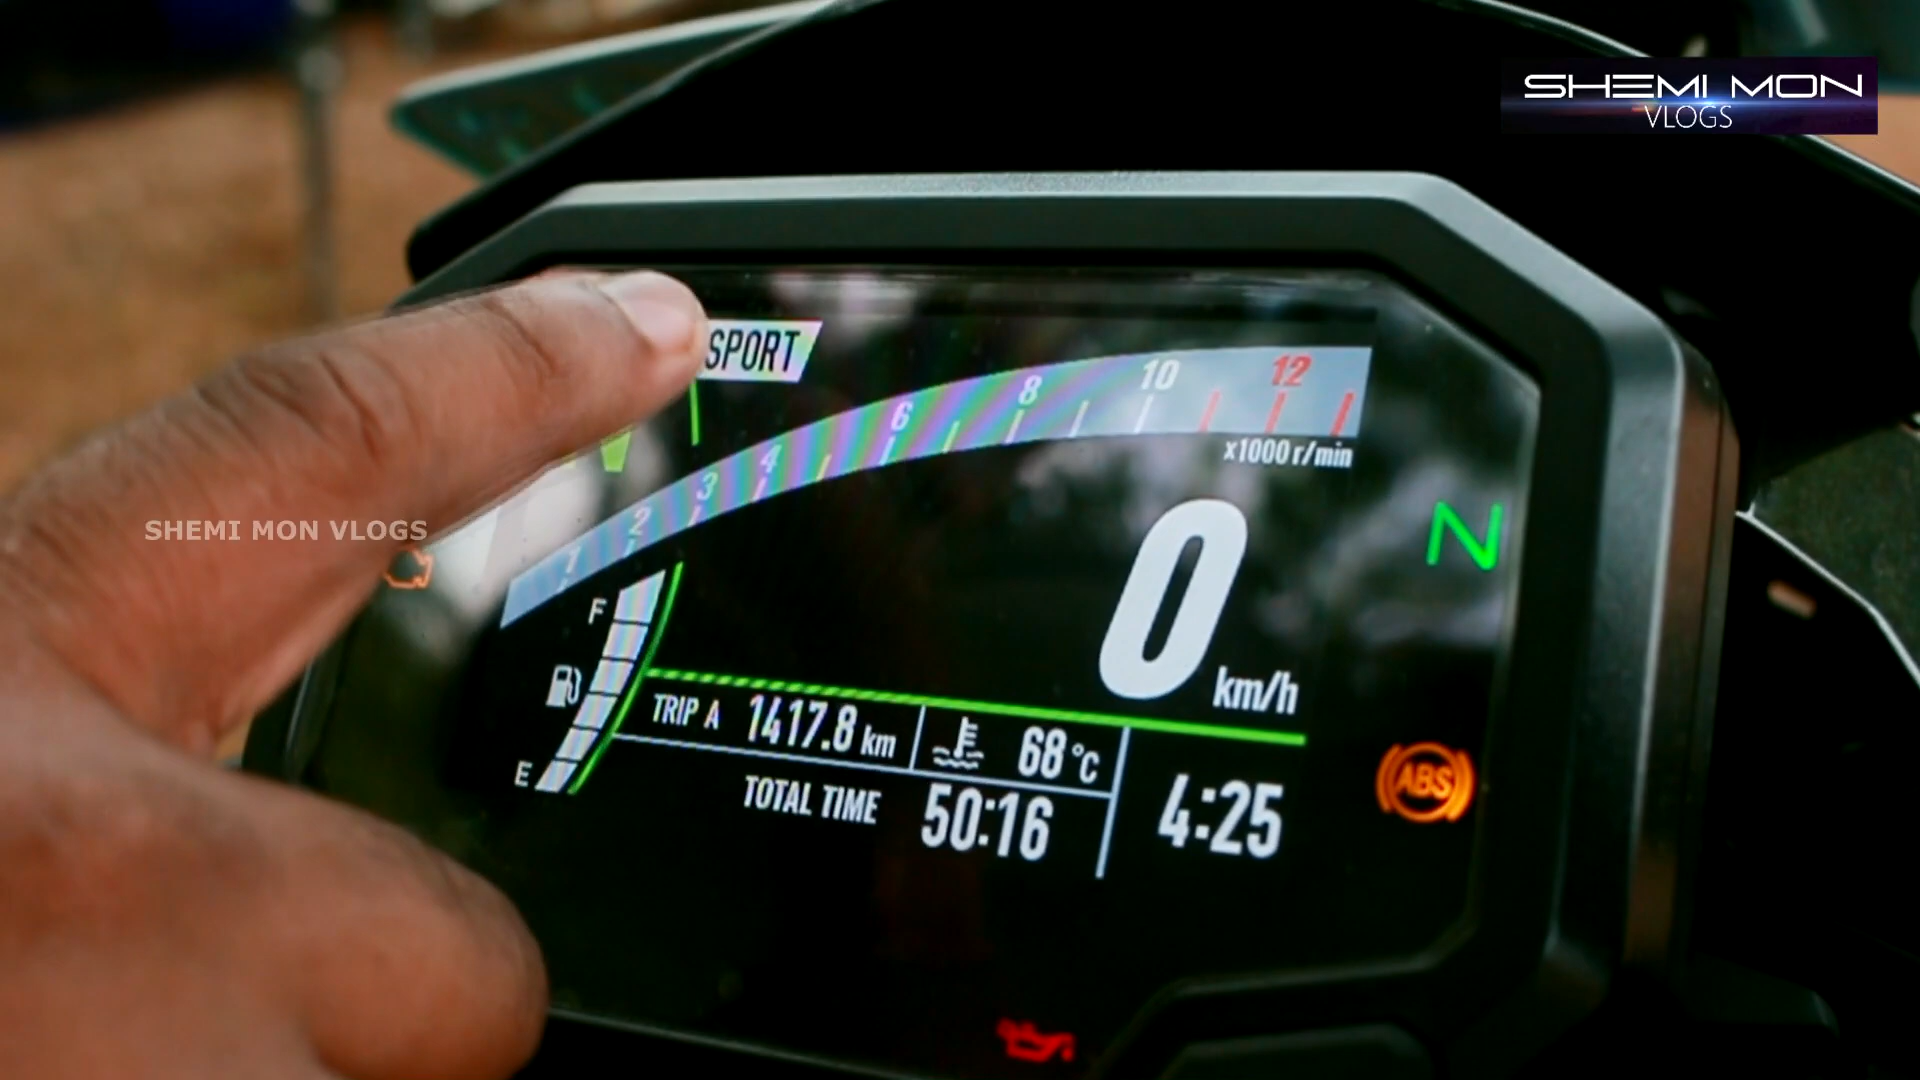 SHEMI MON
VLOGS
SPORT
1 2 3 4 6 8 10 12
x1000 r/min
SHEMI MON VLOGS
N
0 km/h
F
E
TRIP A 1417.8 km
68 °C
TOTAL TIME 50:16
4:25
ABS